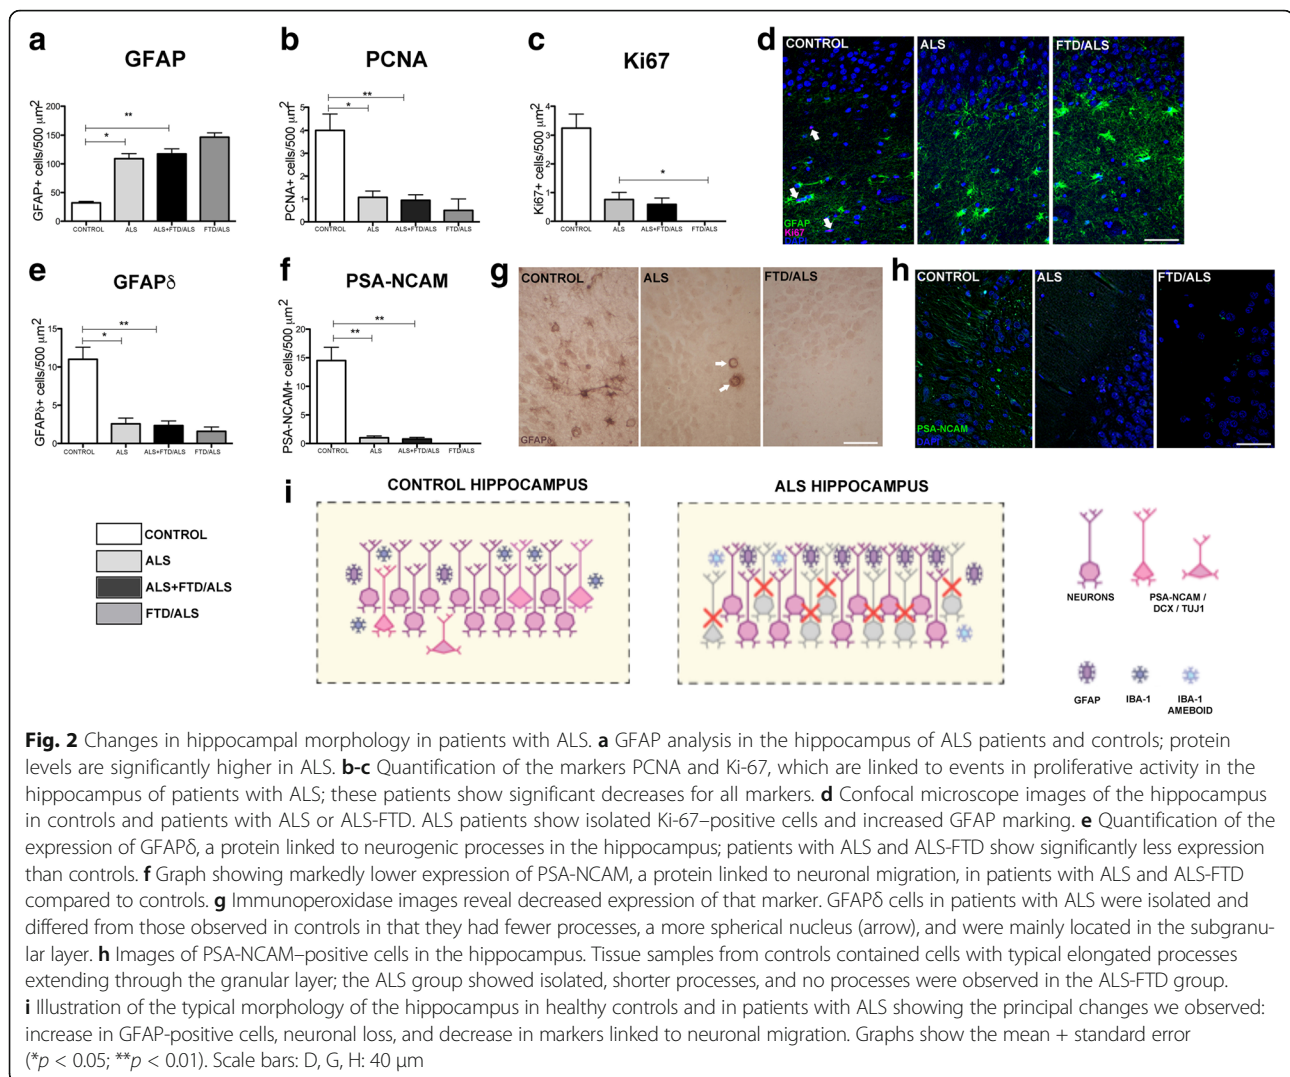 a
GFAP
GFAP+ cells/500 µm²
200
150
100
50
0
*
**
CONTROL
ALS
ALS+FTD/ALS
FTD/ALS
b
PCNA
PCNA+ cells/500 µm²
5
4
3
2
1
0
*
**
CONTROL
ALS
ALS+FTD/ALS
FTD/ALS
c
Ki67
Ki67+ cells/500 µm²
4
3
2
1
0
*
CONTROL
ALS
ALS+FTD/ALS
FTD/ALS
d
CONTROL
ALS
FTD/ALS
GFAP
Ki67
DAPI
e
GFAPδ
GFAPδ+ cells/500 µm²
15
10
5
0
*
**
CONTROL
ALS
ALS+FTD/ALS
FTD/ALS
f
PSA-NCAM
PSA-NCAM+ cells/500 µm²
20
15
10
5
0
**
**
CONTROL
ALS
ALS+FTD/ALS
FTD/ALS
g
CONTROL
ALS
FTD/ALS
GFAPδ
h
CONTROL
ALS
FTD/ALS
PSA-NCAM
DAPI
CONTROL
ALS
ALS+FTD/ALS
FTD/ALS
i
CONTROL HIPPOCAMPUS
ALS HIPPOCAMPUS
NEURONS
PSA-NCAM /
DCX / TUJ1
GFAP
IBA-1
IBA-1
AMEBOID
Fig. 2 Changes in hippocampal morphology in patients with ALS. a GFAP analysis in the hippocampus of ALS patients and controls; protein
levels are significantly higher in ALS. b-c Quantification of the markers PCNA and Ki-67, which are linked to events in proliferative activity in the
hippocampus of patients with ALS; these patients show significant decreases for all markers. d Confocal microscope images of the hippocampus
in controls and patients with ALS or ALS-FTD. ALS patients show isolated Ki-67–positive cells and increased GFAP marking. e Quantification of the
expression of GFAPδ, a protein linked to neurogenic processes in the hippocampus; patients with ALS and ALS-FTD show significantly less expression
than controls. f Graph showing markedly lower expression of PSA-NCAM, a protein linked to neuronal migration, in patients with ALS and ALS-FTD
compared to controls. g Immunoperoxidase images reveal decreased expression of that marker. GFAPδ cells in patients with ALS were isolated and
differed from those observed in controls in that they had fewer processes, a more spherical nucleus (arrow), and were mainly located in the subgranu-
lar layer. h Images of PSA-NCAM–positive cells in the hippocampus. Tissue samples from controls contained cells with typical elongated processes
extending through the granular layer; the ALS group showed isolated, shorter processes, and no processes were observed in the ALS-FTD group.
i Illustration of the typical morphology of the hippocampus in healthy controls and in patients with ALS showing the principal changes we observed:
increase in GFAP-positive cells, neuronal loss, and decrease in markers linked to neuronal migration. Graphs show the mean + standard error
(*p < 0.05; **p < 0.01). Scale bars: D, G, H: 40 µm